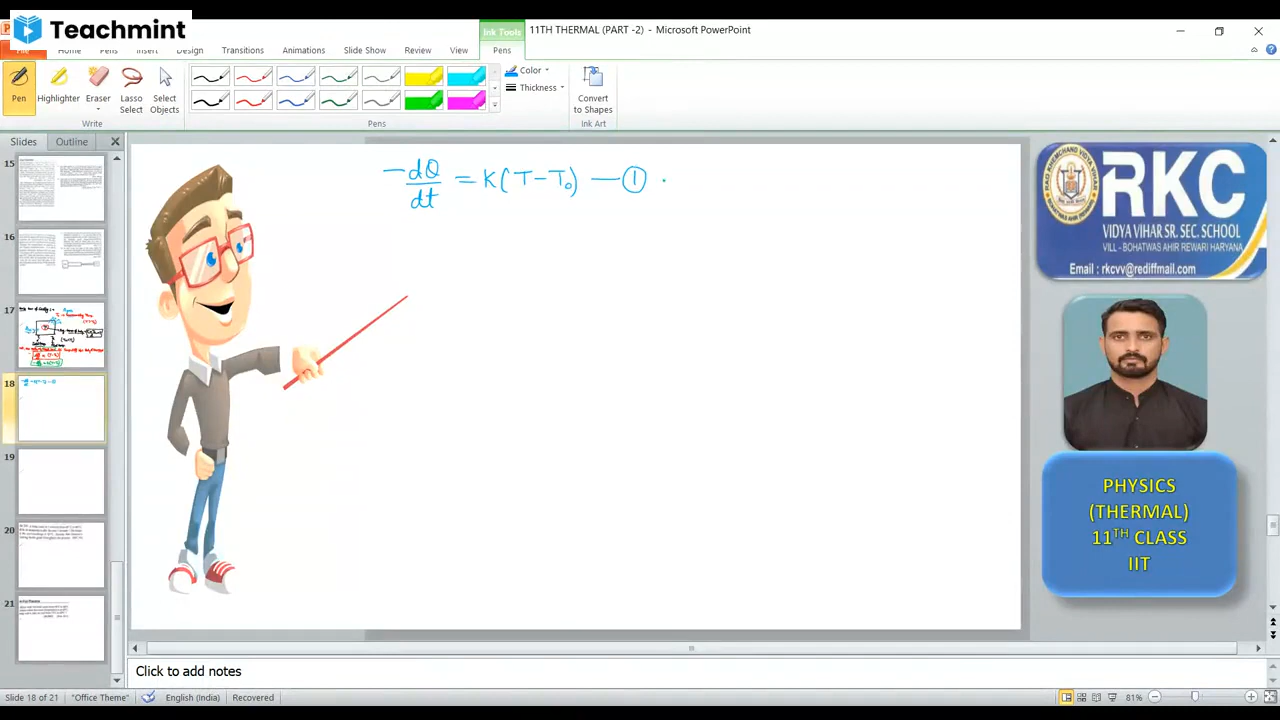 Teachmint
11TH THERMAL (PART -2) - Microsoft PowerPoint
Ink Tools
File Home Pens Insert Design Transitions Animations Slide Show Review View Pens
Pen Highlighter Eraser Lasso Select Select Objects
Color
Thickness
Convert to Shapes
Write Pens Ink Art
Slides Outline
15
16
17
18
19
20
21
-dQ/dt = K(T-T₀) — ①
RKC
VIDYA VIHAR SR. SEC. SCHOOL
VILL - BOHATWAS AHIR REWARI HARYANA
Email : rkcvv@rediffmail.com
PHYSICS
(THERMAL)
11TH CLASS
IIT
Click to add notes
Slide 18 of 21 "Office Theme" English (India) Recovered 81%